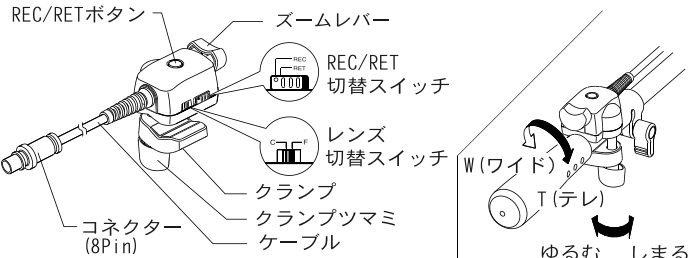 REC/RETボタン
ズームレバー
REC
RET
REC/RET
切替スイッチ
C
F
レンズ
切替スイッチ
クランプ
クランプツマミ
ケーブル
コネクター
(8Pin)
W(ワイド)
T(テレ)
ゆるむ しまる